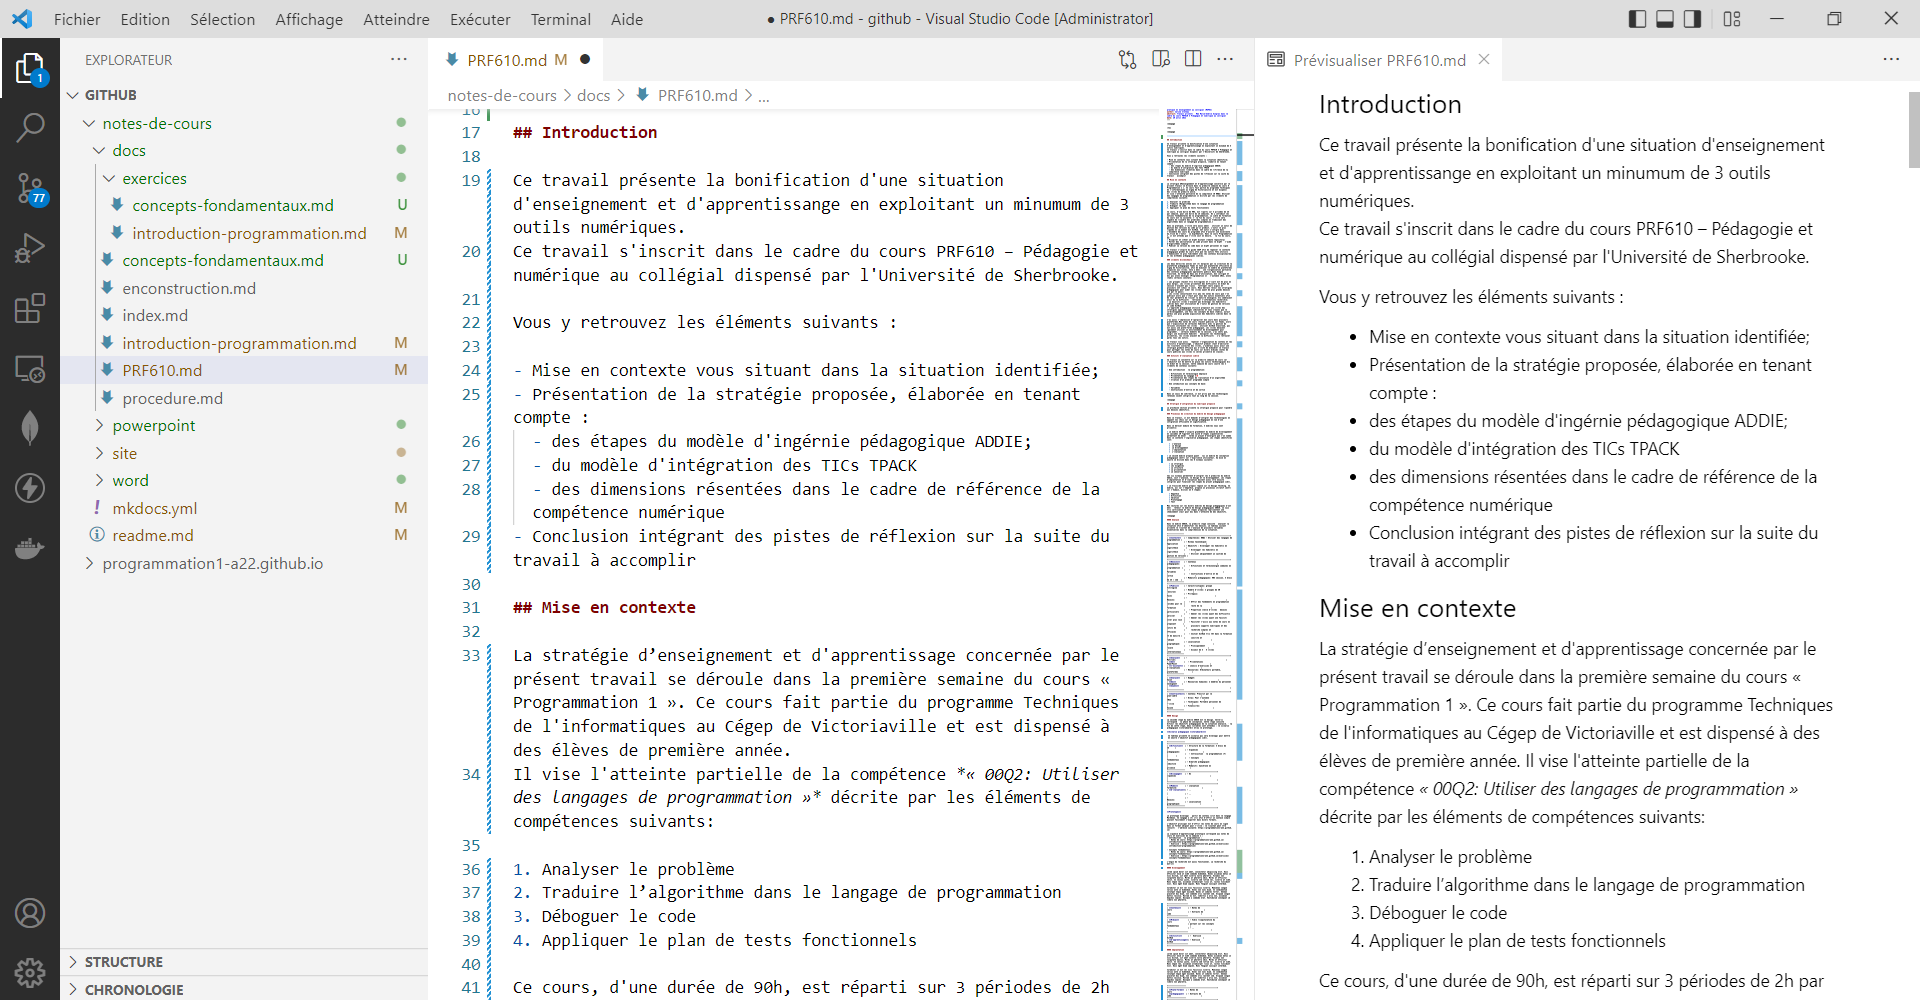 Fichier Edition Sélection Affichage Atteindre Exécuter Terminal Aide
● PRF610.md - github - Visual Studio Code [Administrator]
EXPLORATEUR
GITHUB
notes-de-cours
docs
exercices
concepts-fondamentaux.md U
introduction-programmation.md M
concepts-fondamentaux.md U
enconstruction.md
index.md
introduction-programmation.md M
PRF610.md M
procedure.md
powerpoint
site
word
mkdocs.yml M
readme.md M
programmation1-a22.github.io
STRUCTURE
CHRONOLOGIE
1
77
PRF610.md M
notes-de-cours > docs > PRF610.md > ...
16
17 ## Introduction
18
19 Ce travail présente la bonification d'une situation
d'enseignement et d'apprentissange en exploitant un minumum de 3
outils numériques.
20 Ce travail s'inscrit dans le cadre du cours PRF610 – Pédagogie et
numérique au collégial dispensé par l'Université de Sherbrooke.
21
22 Vous y retrouvez les éléments suivants :
23
24 - Mise en contexte vous situant dans la situation identifiée;
25 - Présentation de la stratégie proposée, élaborée en tenant
compte :
26 - des étapes du modèle d'ingérnie pédagogique ADDIE;
27 - du modèle d'intégration des TICs TPACK
28 - des dimensions résentées dans le cadre de référence de la
compétence numérique
29 - Conclusion intégrant des pistes de réflexion sur la suite du
travail à accomplir
30
31 ## Mise en contexte
32
33 La stratégie d’enseignement et d'apprentissage concernée par le
présent travail se déroule dans la première semaine du cours «
Programmation 1 ». Ce cours fait partie du programme Techniques
de l'informatiques au Cégep de Victoriaville et est dispensé à
des élèves de première année.
34 Il vise l'atteinte partielle de la compétence *« 00Q2: Utiliser
des langages de programmation »* décrite par les éléments de
compétences suivants:
35
36 1. Analyser le problème
37 2. Traduire l’algorithme dans le langage de programmation
38 3. Déboguer le code
39 4. Appliquer le plan de tests fonctionnels
40
41 Ce cours, d'une durée de 90h, est réparti sur 3 périodes de 2h
Prévisualiser PRF610.md
Introduction
Ce travail présente la bonification d'une situation d'enseignement
et d'apprentissange en exploitant un minumum de 3 outils
numériques.
Ce travail s'inscrit dans le cadre du cours PRF610 – Pédagogie et
numérique au collégial dispensé par l'Université de Sherbrooke.
Vous y retrouvez les éléments suivants :
• Mise en contexte vous situant dans la situation identifiée;
• Présentation de la stratégie proposée, élaborée en tenant
compte :
• des étapes du modèle d'ingérnie pédagogique ADDIE;
• du modèle d'intégration des TICs TPACK
• des dimensions résentées dans le cadre de référence de la
compétence numérique
• Conclusion intégrant des pistes de réflexion sur la suite du
travail à accomplir
Mise en contexte
La stratégie d’enseignement et d'apprentissage concernée par le
présent travail se déroule dans la première semaine du cours «
Programmation 1 ». Ce cours fait partie du programme Techniques
de l'informatiques au Cégep de Victoriaville et est dispensé à des
élèves de première année. Il vise l'atteinte partielle de la
compétence « 00Q2: Utiliser des langages de programmation »
décrite par les éléments de compétences suivants:
1. Analyser le problème
2. Traduire l’algorithme dans le langage de programmation
3. Déboguer le code
4. Appliquer le plan de tests fonctionnels
Ce cours, d'une durée de 90h, est réparti sur 3 périodes de 2h par